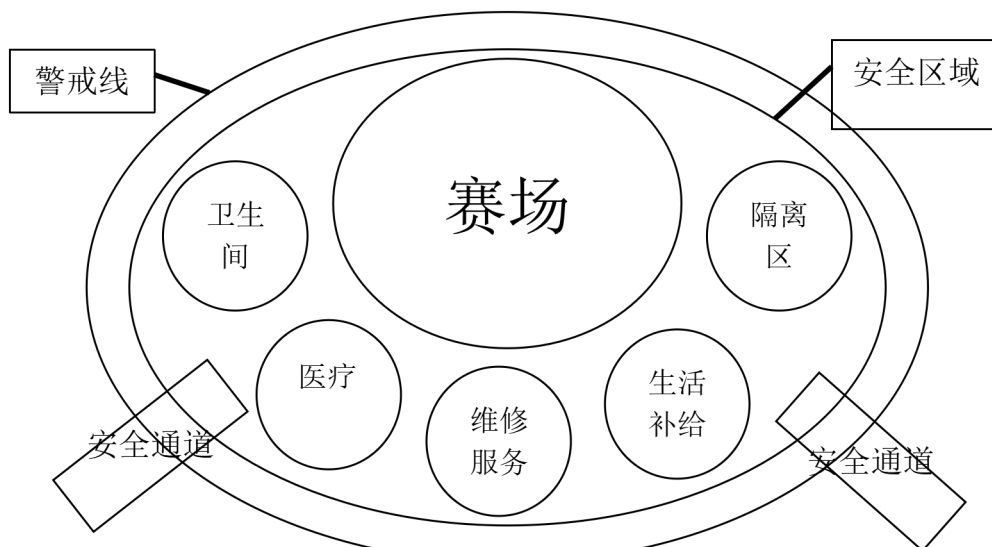 警戒线
安全区域
赛场
卫生
间
隔离
区
医疗
生活
补给
维修
服务
安全通道
安全通道